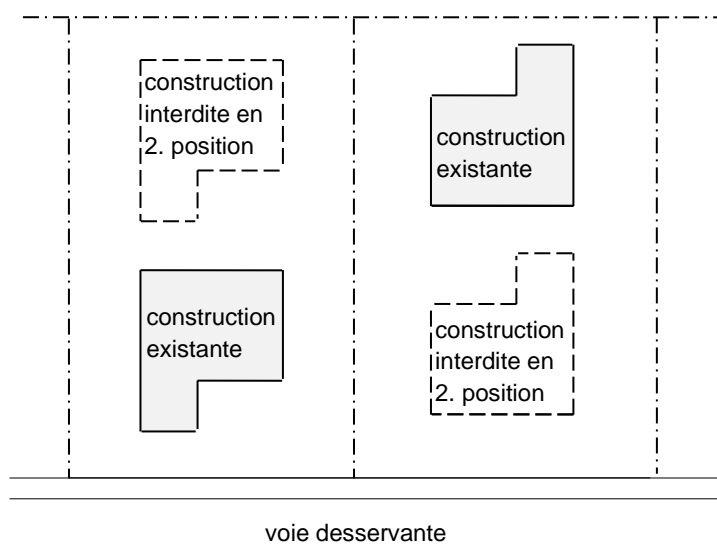 construction
interdite en
2. position
construction
existante
construction
existante
construction
interdite en
2. position
voie desservante